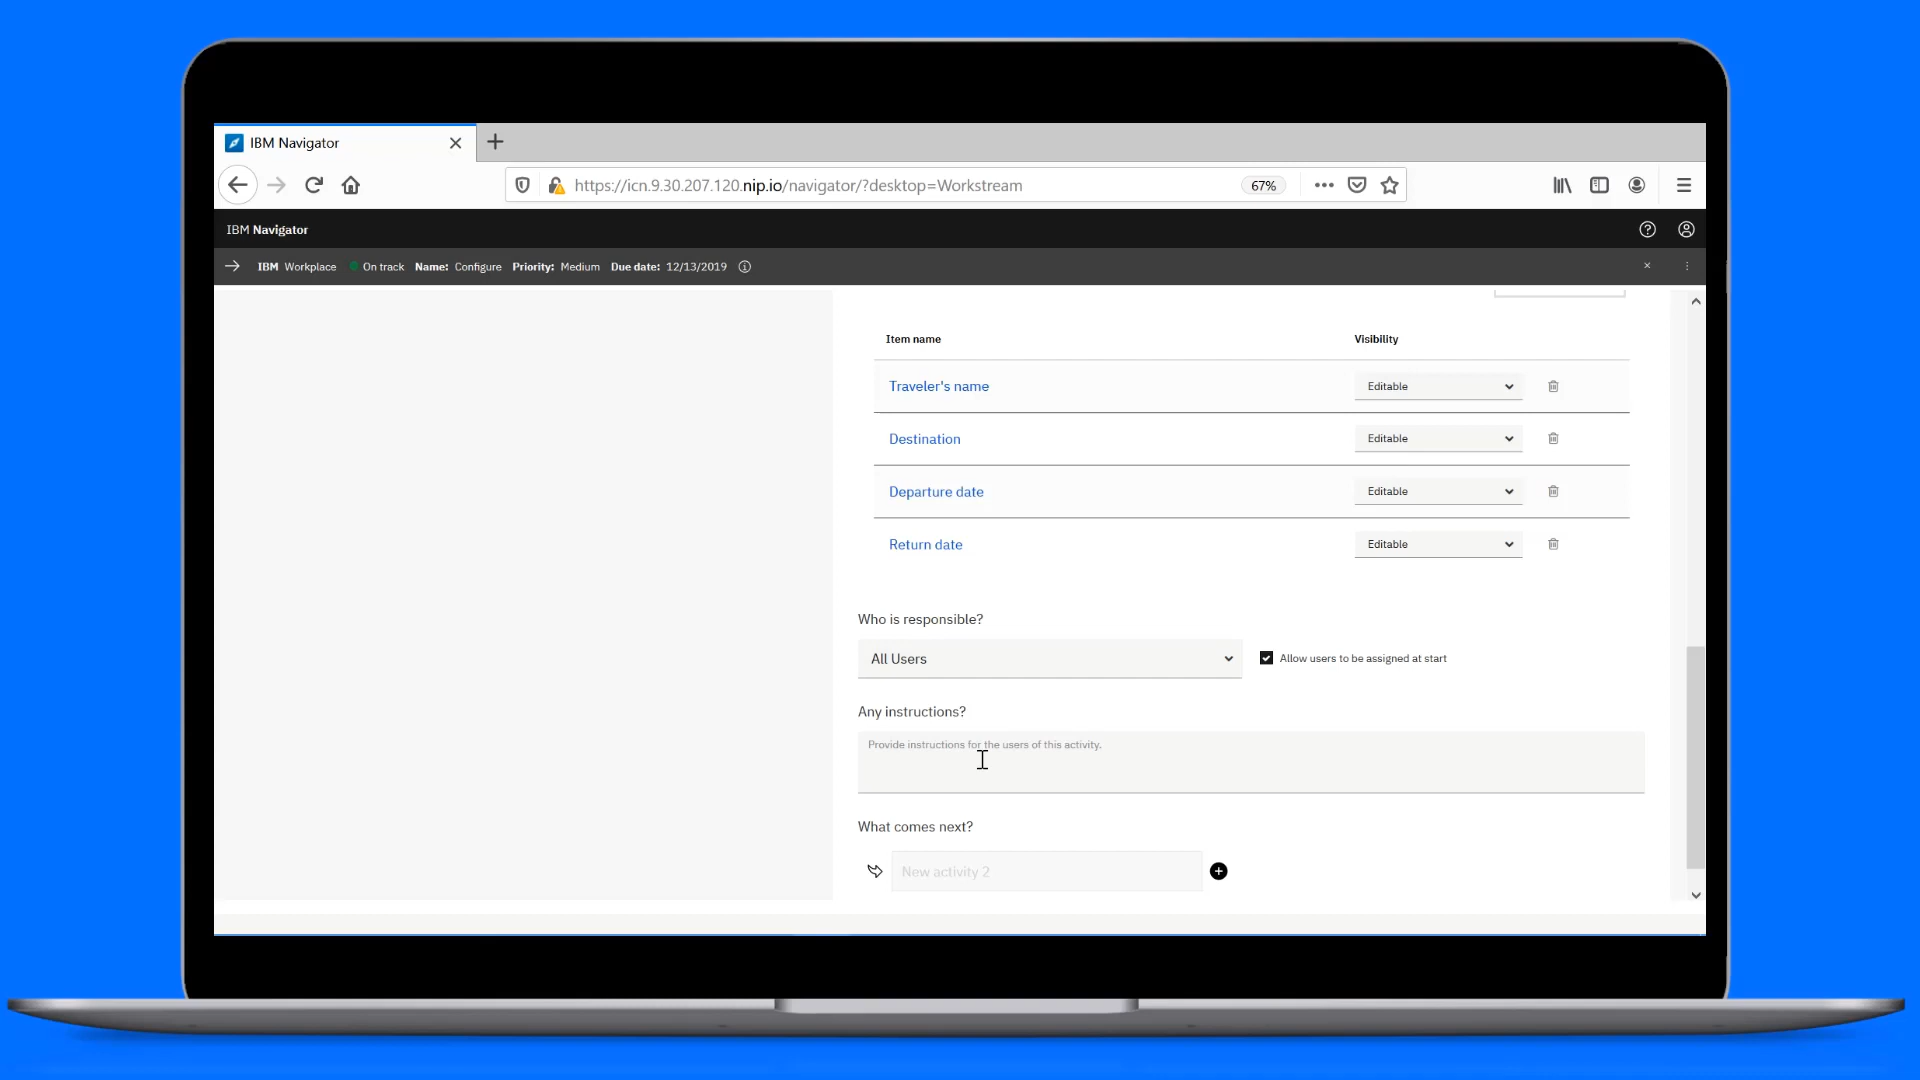 IBM Navigator
https://icn.9.30.207.120.nip.io/navigator/?desktop=Workstream
67%
IBM Navigator
IBM Workplace On track Name: Configure Priority: Medium Due date: 12/13/2019
Item name Visibility
Traveler's name Editable
Destination Editable
Departure date Editable
Return date Editable
Who is responsible?
All Users Allow users to be assigned at start
Any instructions?
Provide instructions for the users of this activity.
What comes next?
New activity 2